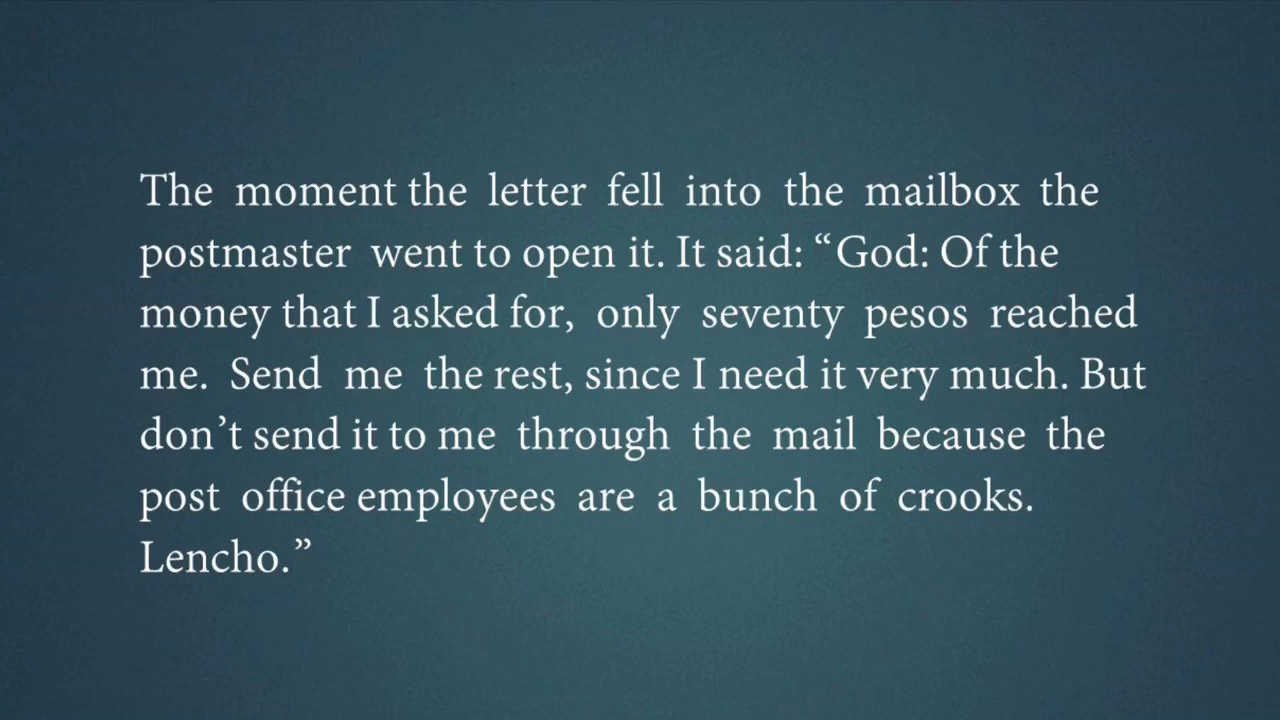 The moment the letter fell into the mailbox the
postmaster went to open it. It said: “God: Of the
money that I asked for, only seventy pesos reached
me. Send me the rest, since I need it very much. But
don’t send it to me through the mail because the
post office employees are a bunch of crooks.
Lencho.”